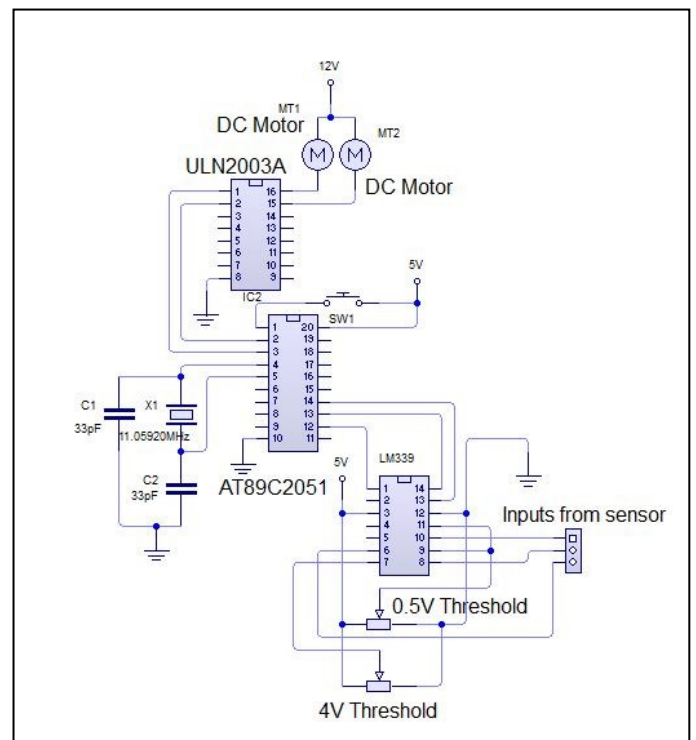 12V
MT1
DC Motor
MT2
ULN2003A
DC Motor
1 16
2 15
3 14
4 13
5 12
6 11
7 10
8 9
IC2
5V
SW1
1 20
2 19
3 18
4 17
5 16
6 15
7 14
8 13
9 12
10 11
C1
33pF
X1
11.05920MHz
C2
33pF
AT89C2051
5V
LM339
1 14
2 13
3 12
4 11
5 10
6 9
7 8
Inputs from sensor
0.5V Threshold
4V Threshold
M
M